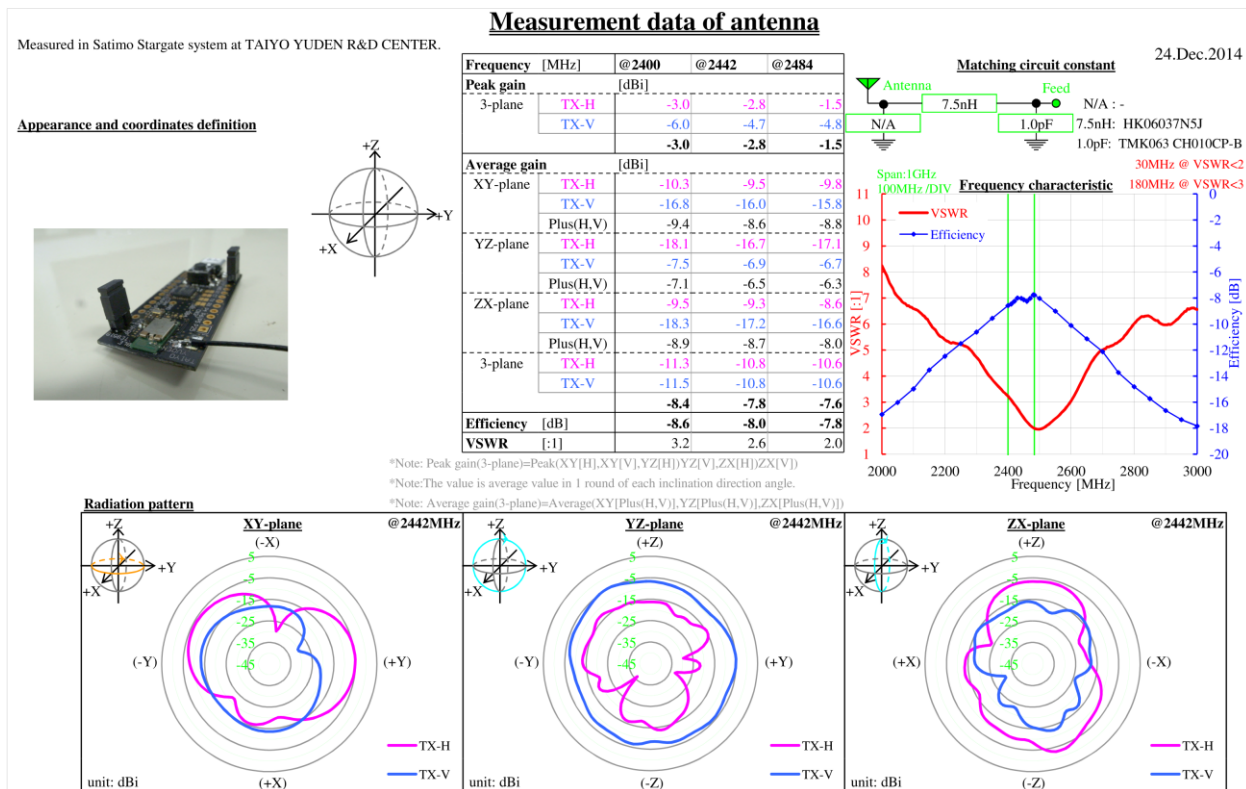 Measurement data of antenna
Measured in Satimo Stargate system at TAIYO YUDEN R&D CENTER.
24.Dec.2014
Appearance and coordinates definition
+Z
+Y
+X
Frequency [MHz] @2400 @2442 @2484
Peak gain [dBi]
3-plane TX-H -3.0 -2.8 -1.5
TX-V -6.0 -4.7 -4.8
-3.0 -2.8 -1.5
Average gain [dBi]
XY-plane TX-H -10.3 -9.5 -9.8
TX-V -16.8 -16.0 -15.8
Plus(H,V) -9.4 -8.6 -8.8
YZ-plane TX-H -18.1 -16.7 -17.1
TX-V -7.5 -6.9 -6.7
Plus(H,V) -7.1 -6.5 -6.3
ZX-plane TX-H -9.5 -9.3 -8.6
TX-V -18.3 -17.2 -16.6
Plus(H,V) -8.9 -8.7 -8.0
3-plane TX-H -11.3 -10.8 -10.6
TX-V -11.5 -10.8 -10.6
-8.4 -7.8 -7.6
Efficiency [dB] -8.6 -8.0 -7.8
VSWR [:1] 3.2 2.6 2.0
*Note: Peak gain(3-plane)=Peak(XY[H],XY[V],YZ[H])YZ[V],ZX[H])ZX[V])
*Note:The value is average value in 1 round of each inclination direction angle.
*Note: Average gain(3-plane)=Average(XY[Plus(H,V)],YZ[Plus(H,V)],ZX[Plus(H,V)])
Matching circuit constant
Antenna
Feed
7.5nH
N/A
1.0pF
N/A : -
7.5nH: HK06037N5J
1.0pF: TMK063 CH010CP-B
30MHz @ VSWR<2
180MHz @ VSWR<3
Span:1GHz
100MHz /DIV
Frequency characteristic
VSWR
Efficiency
VSWR [:1]
11
10
9
8
7
6
5
4
3
2
1
0
-2
-4
-6
-8
-10
-12
-14
-16
-18
-20
Efficiency [dB]
2000 2200 2400 2600 2800 3000
Frequency [MHz]
Radiation pattern
XY-plane
@2442MHz
+Z
+Y
+X
(-X)
(-Y)
(+Y)
(+X)
5
-5
-15
-25
-35
-45
TX-H
TX-V
unit: dBi
YZ-plane
@2442MHz
+Z
+Y
+X
(+Z)
(-Y)
(+Y)
(-Z)
5
-5
-15
-25
-35
-45
TX-H
TX-V
unit: dBi
ZX-plane
@2442MHz
+Z
+Y
+X
(+Z)
(+X)
(-X)
(-Z)
5
-5
-15
-25
-35
-45
TX-H
TX-V
unit: dBi